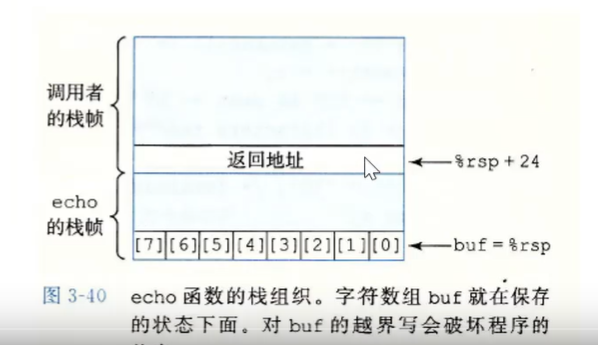 调用者
的栈帧
返回地址
%rsp + 24
echo
的栈帧
[7] [6] [5] [4] [3] [2] [1] [0]
buf = %rsp
图 3-40 echo 函数的栈组织。字符数组 buf 就在保存
的状态下面。对 buf 的越界写会破坏程序的